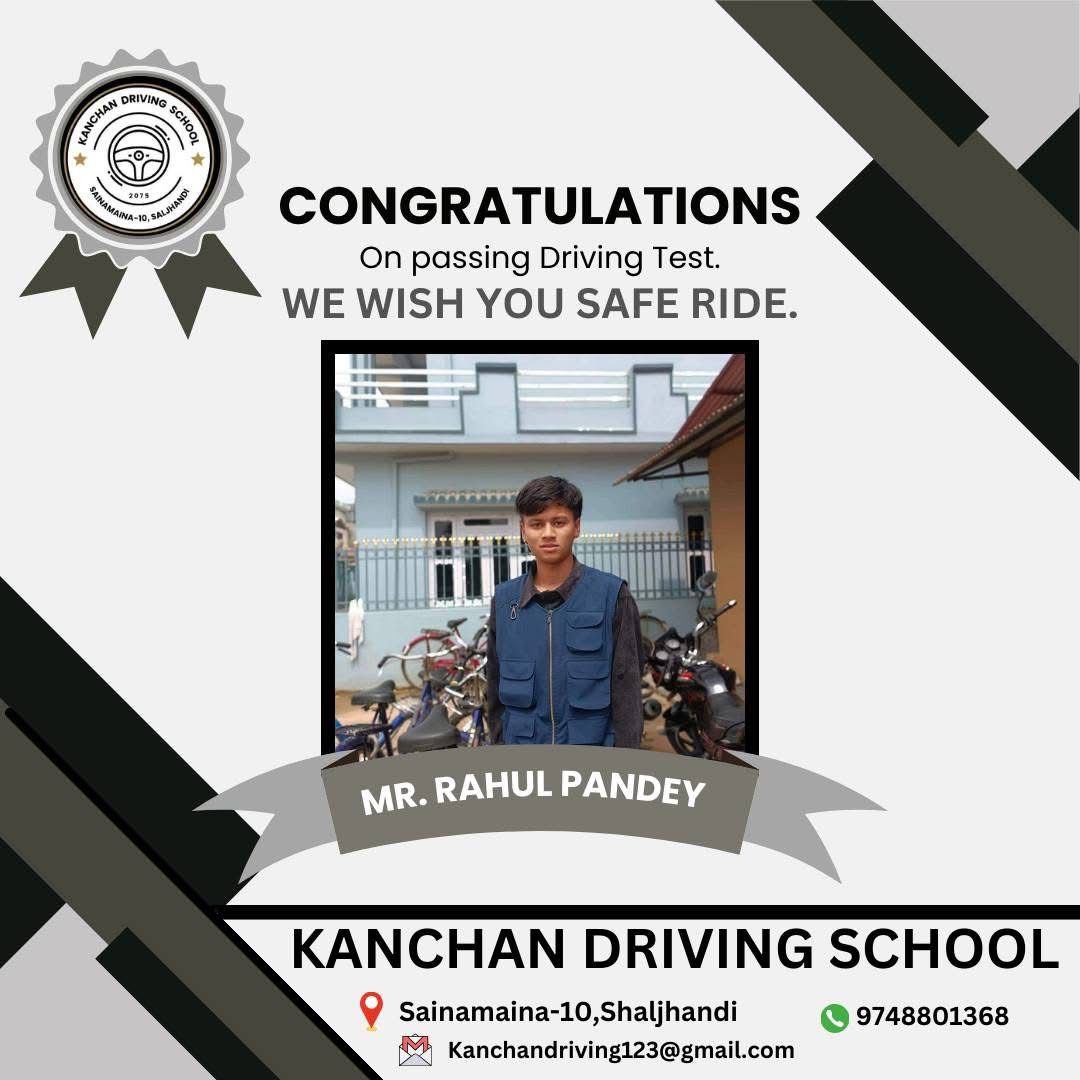 KANCHAN DRIVING SCHOOL
2075
SAINAMAINA-10, SALJHANDI
CONGRATULATIONS
On passing Driving Test.
WE WISH YOU SAFE RIDE.
MR. RAHUL PANDEY
KANCHAN DRIVING SCHOOL
Sainamaina-10,Shaljhandi
9748801368
Kanchandriving123@gmail.com